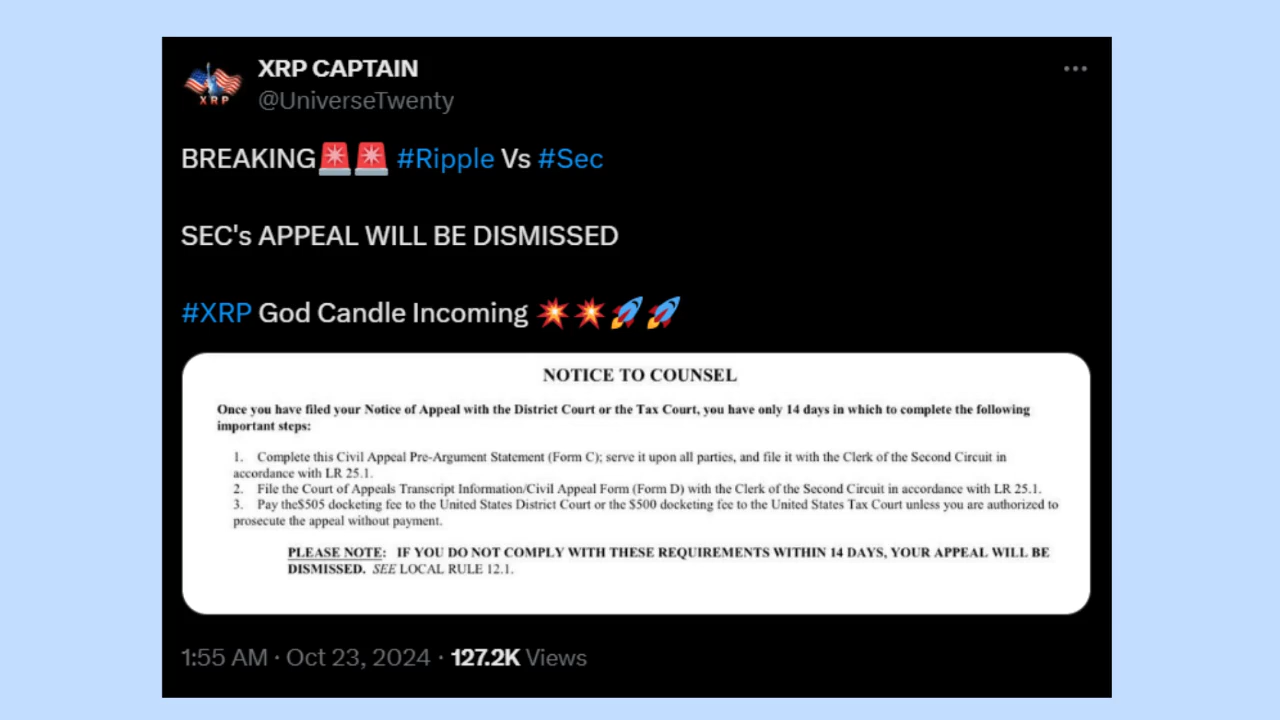 XRP CAPTAIN
XRP
@UniverseTwenty
BREAKING🚨🚨 #Ripple Vs #Sec
SEC's APPEAL WILL BE DISMISSED
#XRP God Candle Incoming 💥💥🚀🚀
NOTICE TO COUNSEL
Once you have filed your Notice of Appeal with the District Court or the Tax Court, you have only 14 days in which to complete the following
important steps:
1. Complete this Civil Appeal Pre-Argument Statement (Form C); serve it upon all parties, and file it with the Clerk of the Second Circuit in
accordance with LR 25.1.
2. File the Court of Appeals Transcript Information/Civil Appeal Form (Form D) with the Clerk of the Second Circuit in accordance with LR 25.1.
3. Pay the$505 docketing fee to the United States District Court or the $500 docketing fee to the United States Tax Court unless you are authorized to
prosecute the appeal without payment.
PLEASE NOTE: IF YOU DO NOT COMPLY WITH THESE REQUIREMENTS WITHIN 14 DAYS, YOUR APPEAL WILL BE
DISMISSED. SEE LOCAL RULE 12.1.
1:55 AM · Oct 23, 2024 · 127.2K Views